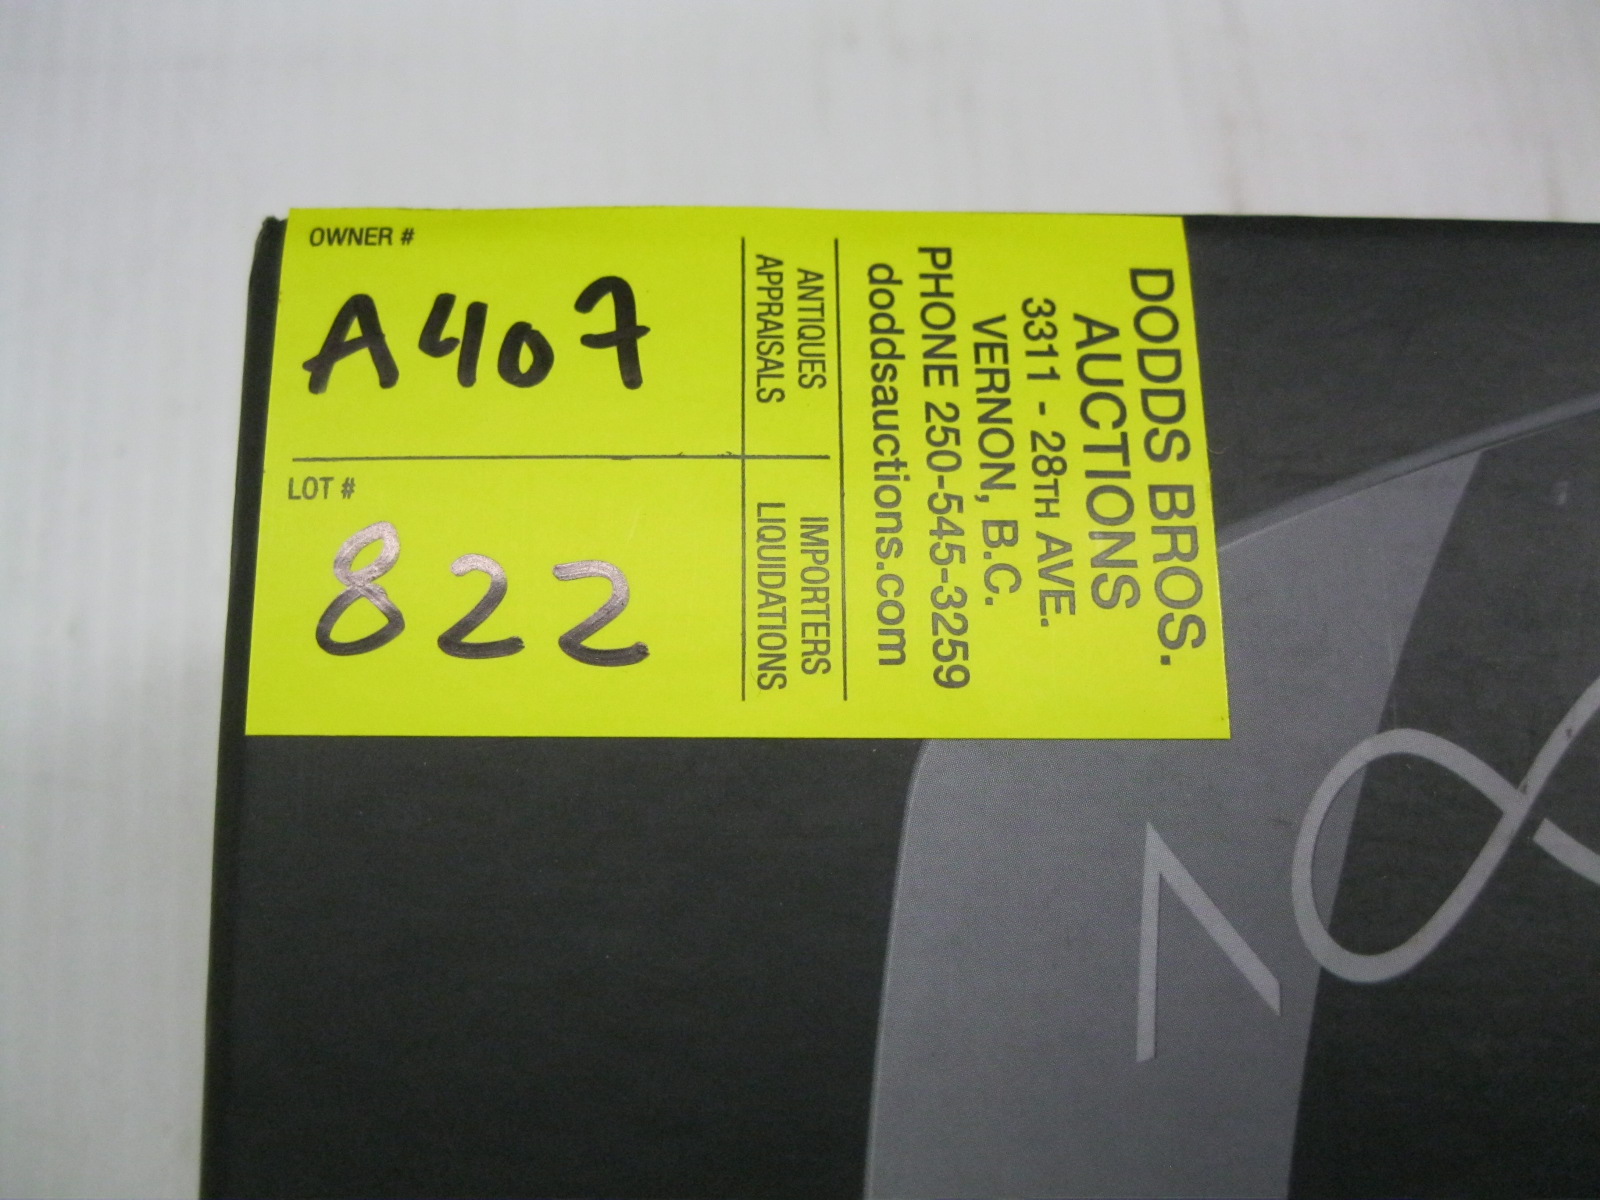 OWNER #
A407
LOT #
822
ANTIQUES
APPRAISALS
IMPORTERS
LIQUIDATIONS
DODDS BROS.
AUCTIONS
3311 - 28TH AVE.
VERNON, B.C.
PHONE 250-545-3259
doddsauctions.com